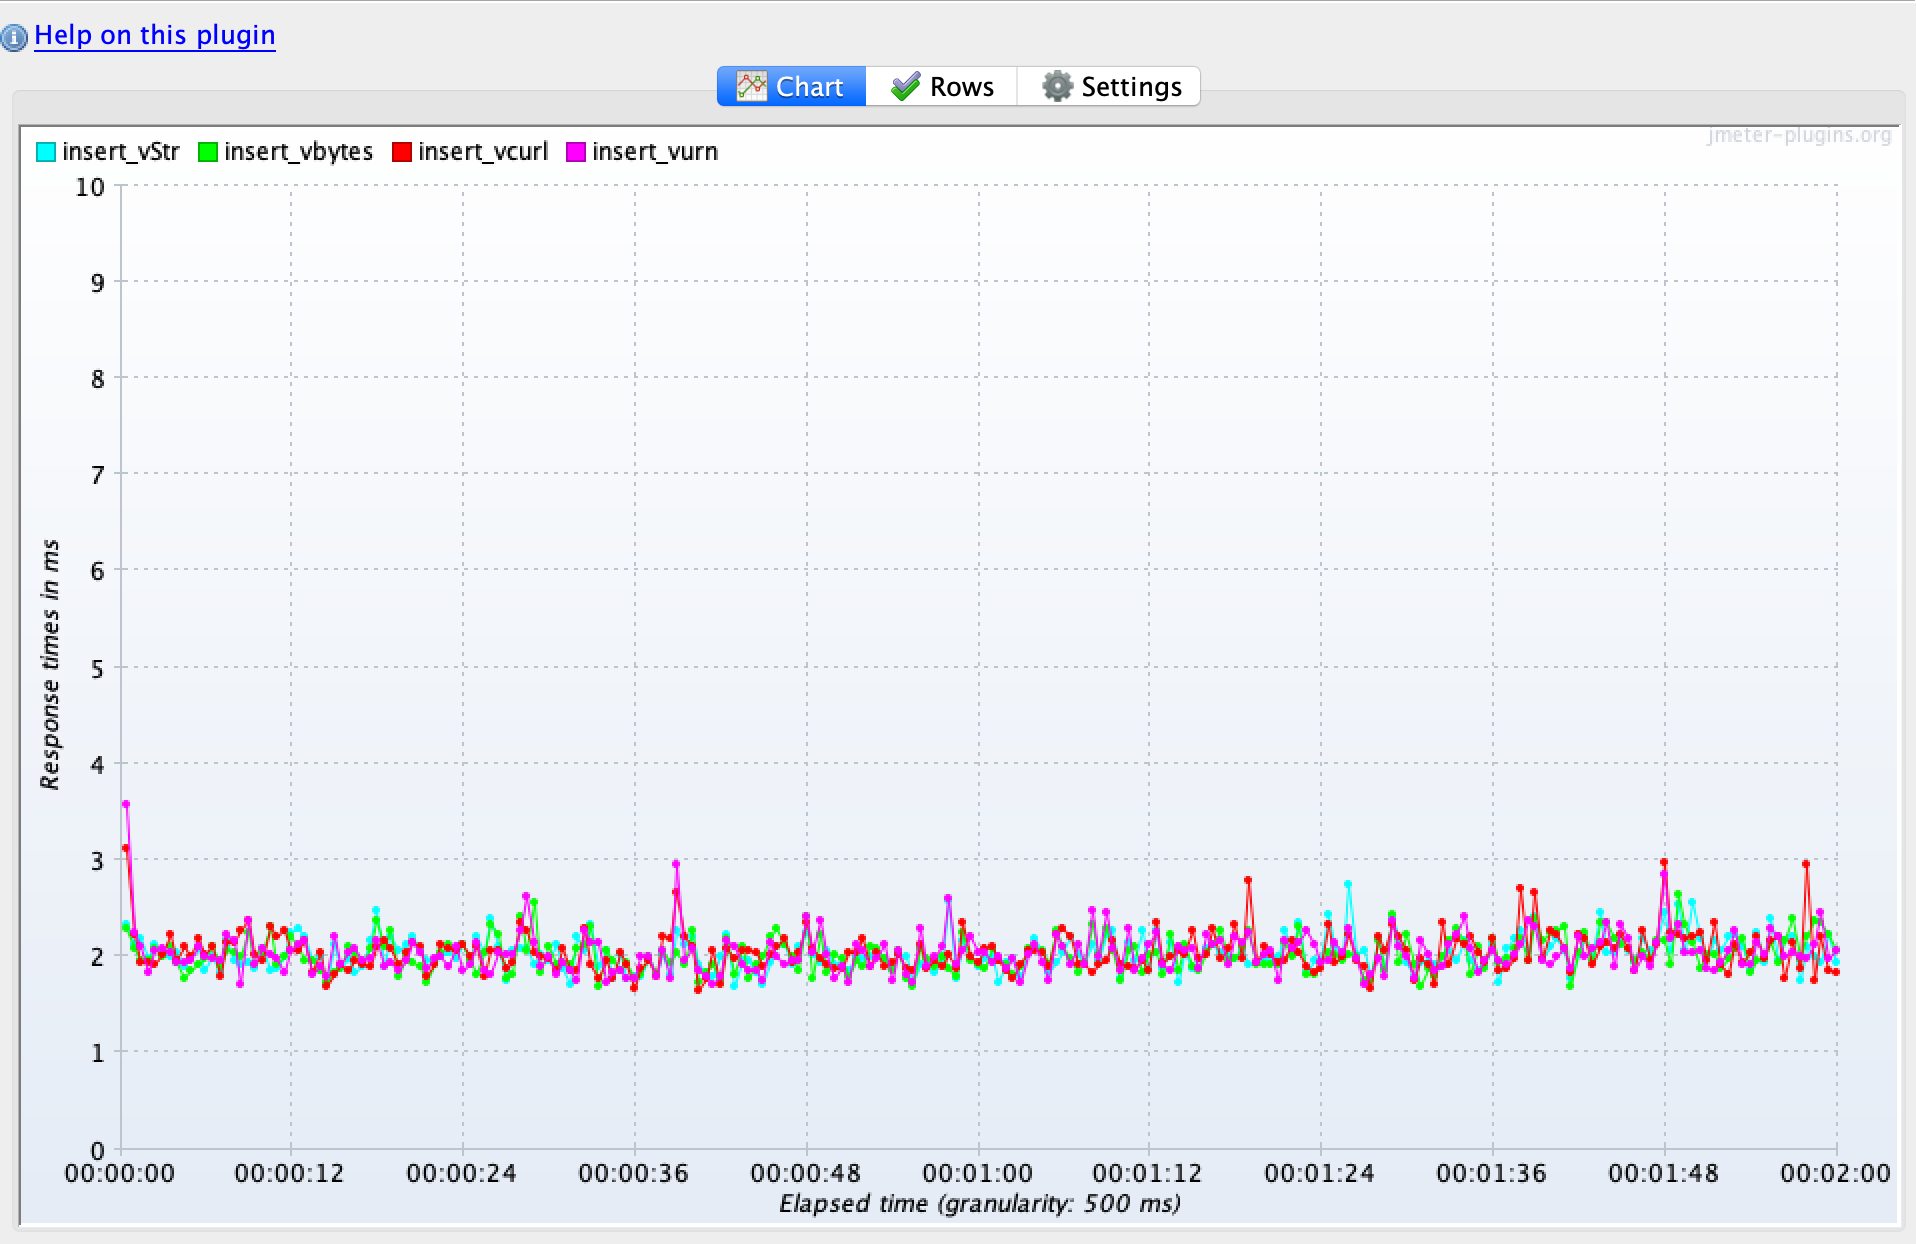 Help on this plugin
Chart Rows Settings
jmeter-plugins.org
insert_vStr insert_vbytes insert_vcurl insert_vurn
10
9
8
7
6
5
4
3
2
1
0
Response times in ms
00:00:00 00:00:12 00:00:24 00:00:36 00:00:48 00:01:00 00:01:12 00:01:24 00:01:36 00:01:48 00:02:00
Elapsed time (granularity: 500 ms)